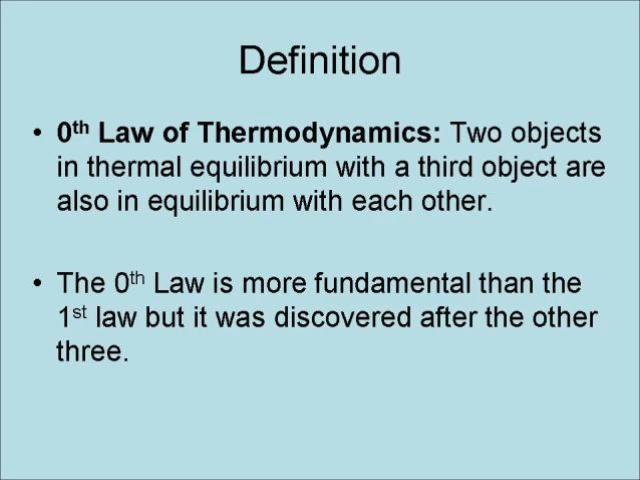 Definition
• 0th Law of Thermodynamics: Two objects
in thermal equilibrium with a third object are
also in equilibrium with each other.
• The 0th Law is more fundamental than the
1st law but it was discovered after the other
three.